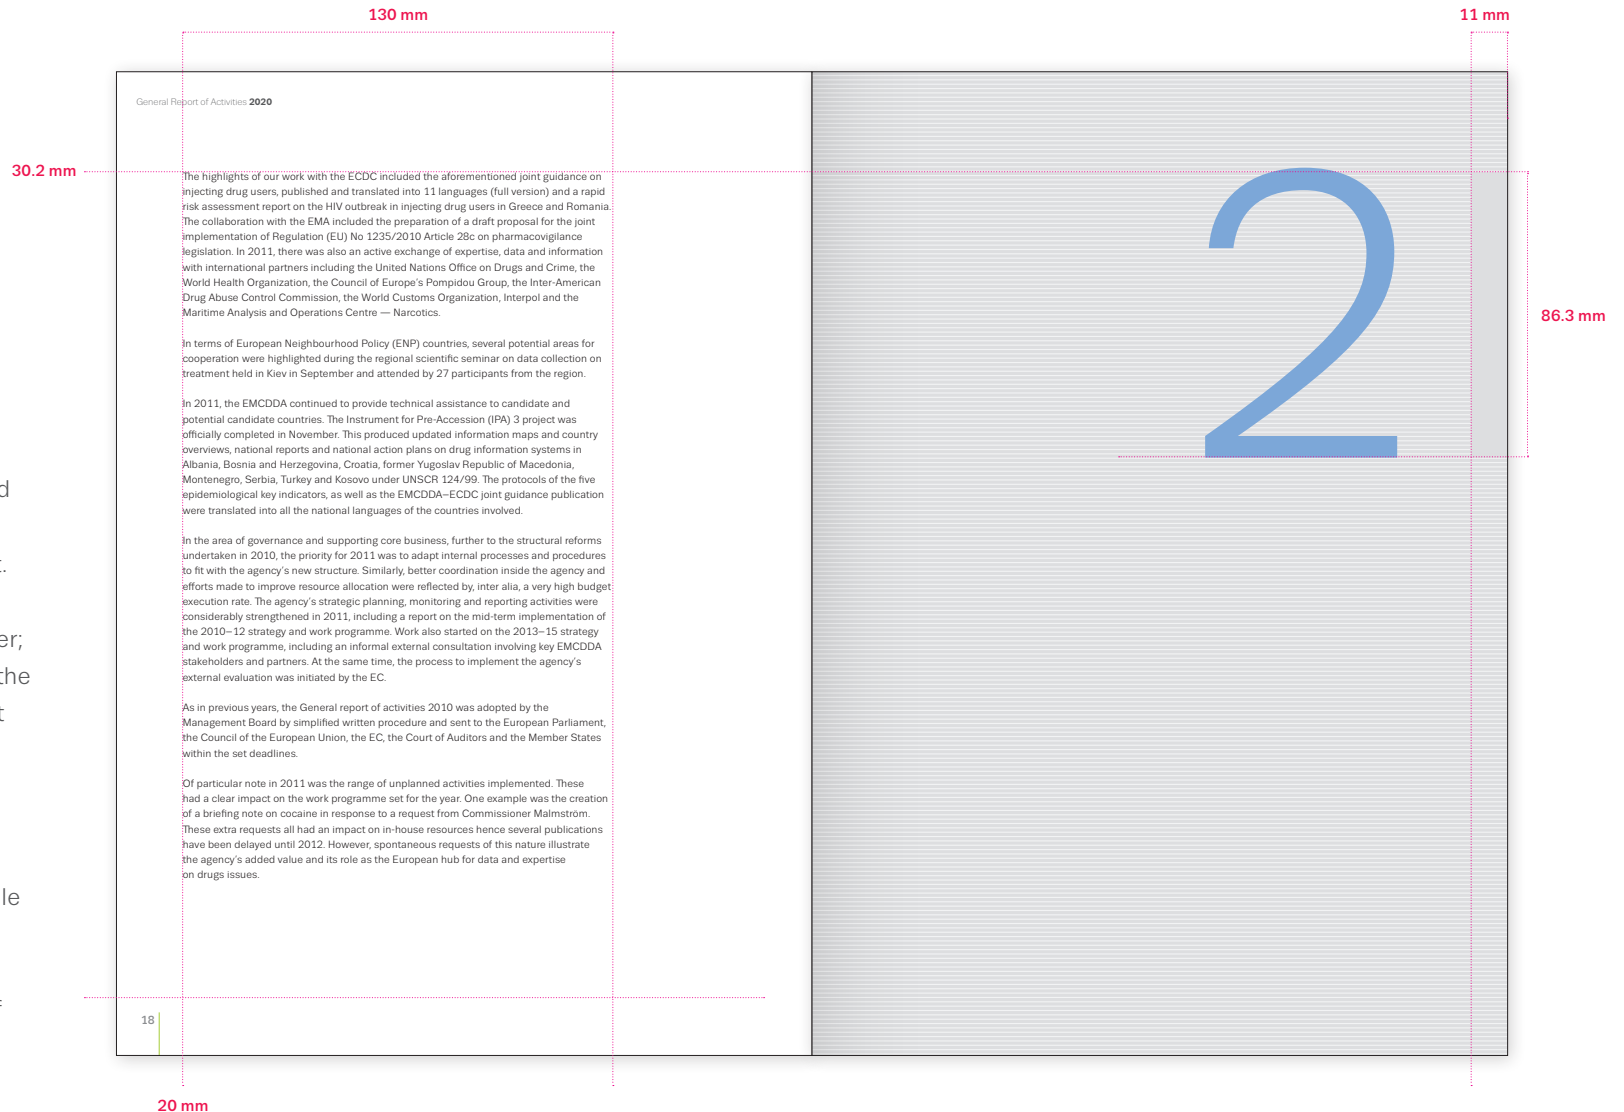 130 mm
11 mm
General Report of Activities 2020
30.2 mm
The highlights of our work with the ECDC included the aforementioned joint guidance on
injecting drug users, published and translated into 11 languages (full version) and a rapid
risk assessment report on the HIV outbreak in injecting drug users in Greece and Romania.
The collaboration with the EMA included the preparation of a draft proposal for the joint
implementation of Regulation (EU) No 1235/2010 Article 28c on pharmacovigilance
legislation. In 2011, there was also an active exchange of expertise, data and information
with international partners including the United Nations Office on Drugs and Crime, the
World Health Organization, the Council of Europe's Pompidou Group, the Inter-American
Drug Abuse Control Commission, the World Customs Organization, Interpol and the
Maritime Analysis and Operations Centre — Narcotics.
In terms of European Neighbourhood Policy (ENP) countries, several potential areas for
cooperation were highlighted during the regional scientific seminar on data collection on
treatment held in Kiev in September and attended by 27 participants from the region.
In 2011, the EMCDDA continued to provide technical assistance to candidate and
potential candidate countries. The Instrument for Pre-Accession (IPA) 3 project was
officially completed in November. This produced updated information maps and country
overviews, national reports and national action plans on drug information systems in
Albania, Bosnia and Herzegovina, Croatia, former Yugoslav Republic of Macedonia,
Montenegro, Serbia, Turkey and Kosovo under UNSCR 124/99. The protocols of the five
epidemiological key indicators, as well as the EMCDDA–ECDC joint guidance publication
were translated into all the national languages of the countries involved.
In the area of governance and supporting core business, further to the structural reforms
undertaken in 2010, the priority for 2011 was to adapt internal processes and procedures
to fit with the agency's new structure. Similarly, better coordination inside the agency and
efforts made to improve resource allocation were reflected by, inter alia, a very high budget
execution rate. The agency's strategic planning, monitoring and reporting activities were
considerably strengthened in 2011, including a report on the mid-term implementation of
the 2010–12 strategy and work programme. Work also started on the 2013–15 strategy
and work programme, including an informal external consultation involving key EMCDDA
stakeholders and partners. At the same time, the process to implement the agency's
external evaluation was initiated by the EC.
As in previous years, the General report of activities 2010 was adopted by the
Management Board by simplified written procedure and sent to the European Parliament,
the Council of the European Union, the EC, the Court of Auditors and the Member States
within the set deadlines.
Of particular note in 2011 was the range of unplanned activities implemented. These
had a clear impact on the work programme set for the year. One example was the creation
of a briefing note on cocaine in response to a request from Commissioner Malmström.
These extra requests all had an impact on in-house resources hence several publications
have been delayed until 2012. However, spontaneous requests of this nature illustrate
the agency's added value and its role as the European hub for data and expertise
on drugs issues.
18
20 mm
2
86.3 mm
the